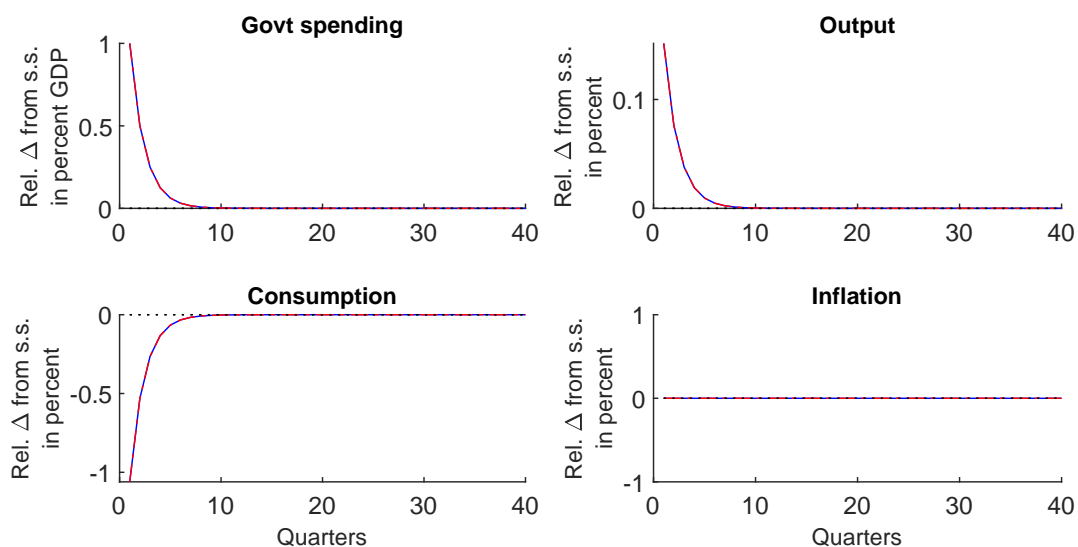 Govt spending
Rel. Δ from s.s.
in percent GDP
1
0.5
0
0
10
20
30
40
Output
Rel. Δ from s.s.
in percent
0.1
0
0
10
20
30
40
Consumption
Rel. Δ from s.s.
in percent
0
-0.5
-1
0
10
20
30
40
Quarters
Inflation
Rel. Δ from s.s.
in percent
1
0
-1
0
10
20
30
40
Quarters